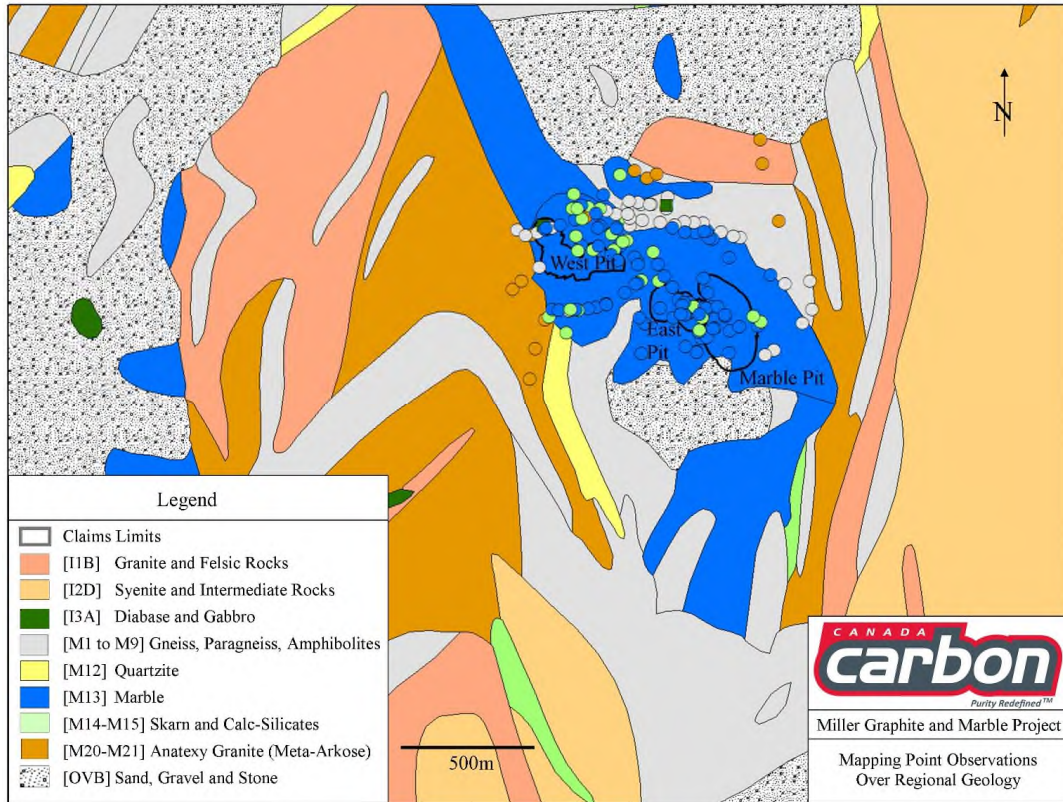 N
West Pit
East
Pit
Marble Pit
Legend
Claims Limits
[I1B] Granite and Felsic Rocks
[I2D] Syenite and Intermediate Rocks
[I3A] Diabase and Gabbro
[M1 to M9] Gneiss, Paragneiss, Amphibolites
[M12] Quartzite
[M13] Marble
[M14-M15] Skarn and Calc-Silicates
[M20-M21] Anatexy Granite (Meta-Arkose)
[OVB] Sand, Gravel and Stone
500m
CANADA
carbon
Purity Redefined™
Miller Graphite and Marble Project
Mapping Point Observations
Over Regional Geology